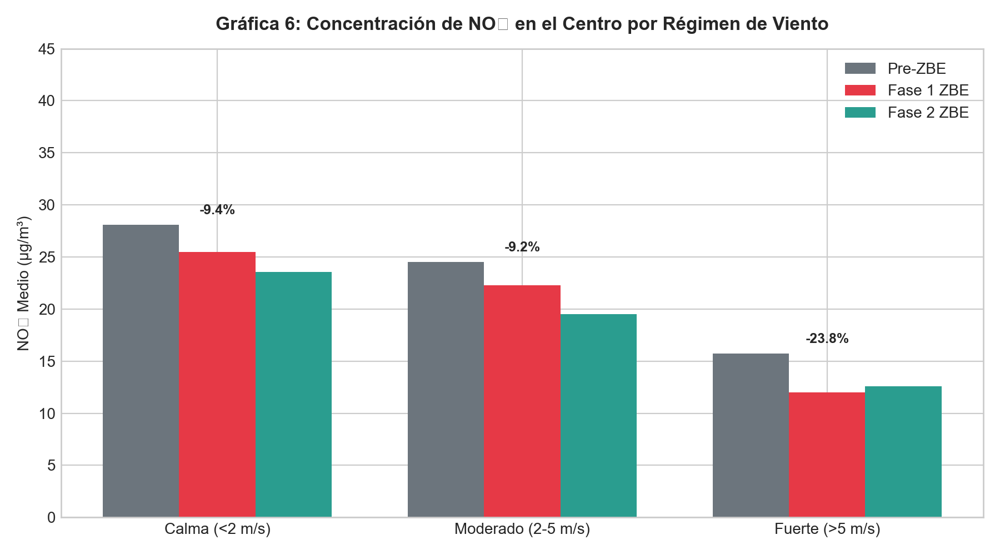 Gráfica 6: Concentración de NO□ en el Centro por Régimen de Viento
45
40
35
30
25
20
15
10
5
0
NO□ Medio (µg/m³)
Pre-ZBE
Fase 1 ZBE
Fase 2 ZBE
-9.4%
-9.2%
-23.8%
Calma (<2 m/s)
Moderado (2-5 m/s)
Fuerte (>5 m/s)